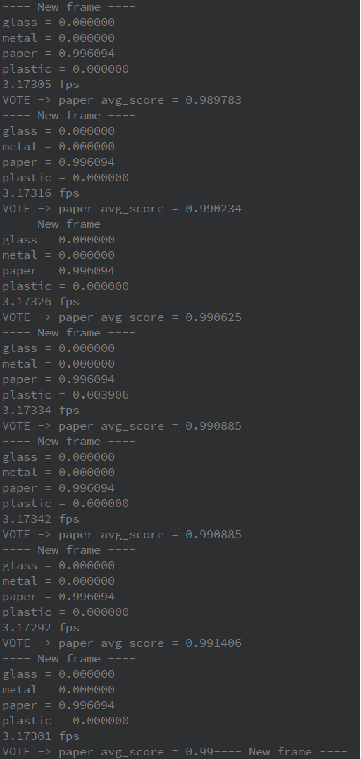 ---- New frame ----
glass = 0.000000
metal = 0.000000
paper = 0.996094
plastic = 0.000000
3.17305 fps
VOTE -> paper avg_score = 0.989783
---- New frame ----
glass = 0.000000
metal = 0.000000
paper = 0.996094
plastic = 0.000000
3.17316 fps
VOTE -> paper avg_score = 0.990234
New frame
glass = 0.000000
metal = 0.000000
paper = 0.996094
plastic = 0.000000
3.17326 fps
VOTE -> paper avg_score = 0.990625
---- New frame ----
glass = 0.000000
metal = 0.000000
paper = 0.996094
plastic = 0.003906
3.17334 fps
VOTE -> paper avg_score = 0.990885
---- New frame ----
glass = 0.000000
metal = 0.000000
paper = 0.996094
plastic = 0.000000
3.17342 fps
VOTE -> paper avg_score = 0.990885
---- New frame ----
glass = 0.000000
metal = 0.000000
paper = 0.996094
plastic = 0.000000
3.17292 fps
VOTE -> paper avg_score = 0.991406
---- New frame ----
glass = 0.000000
metal = 0.000000
paper = 0.996094
plastic = 0.000000
3.17301 fps
VOTE -> paper avg_score = 0.99---- New frame ----